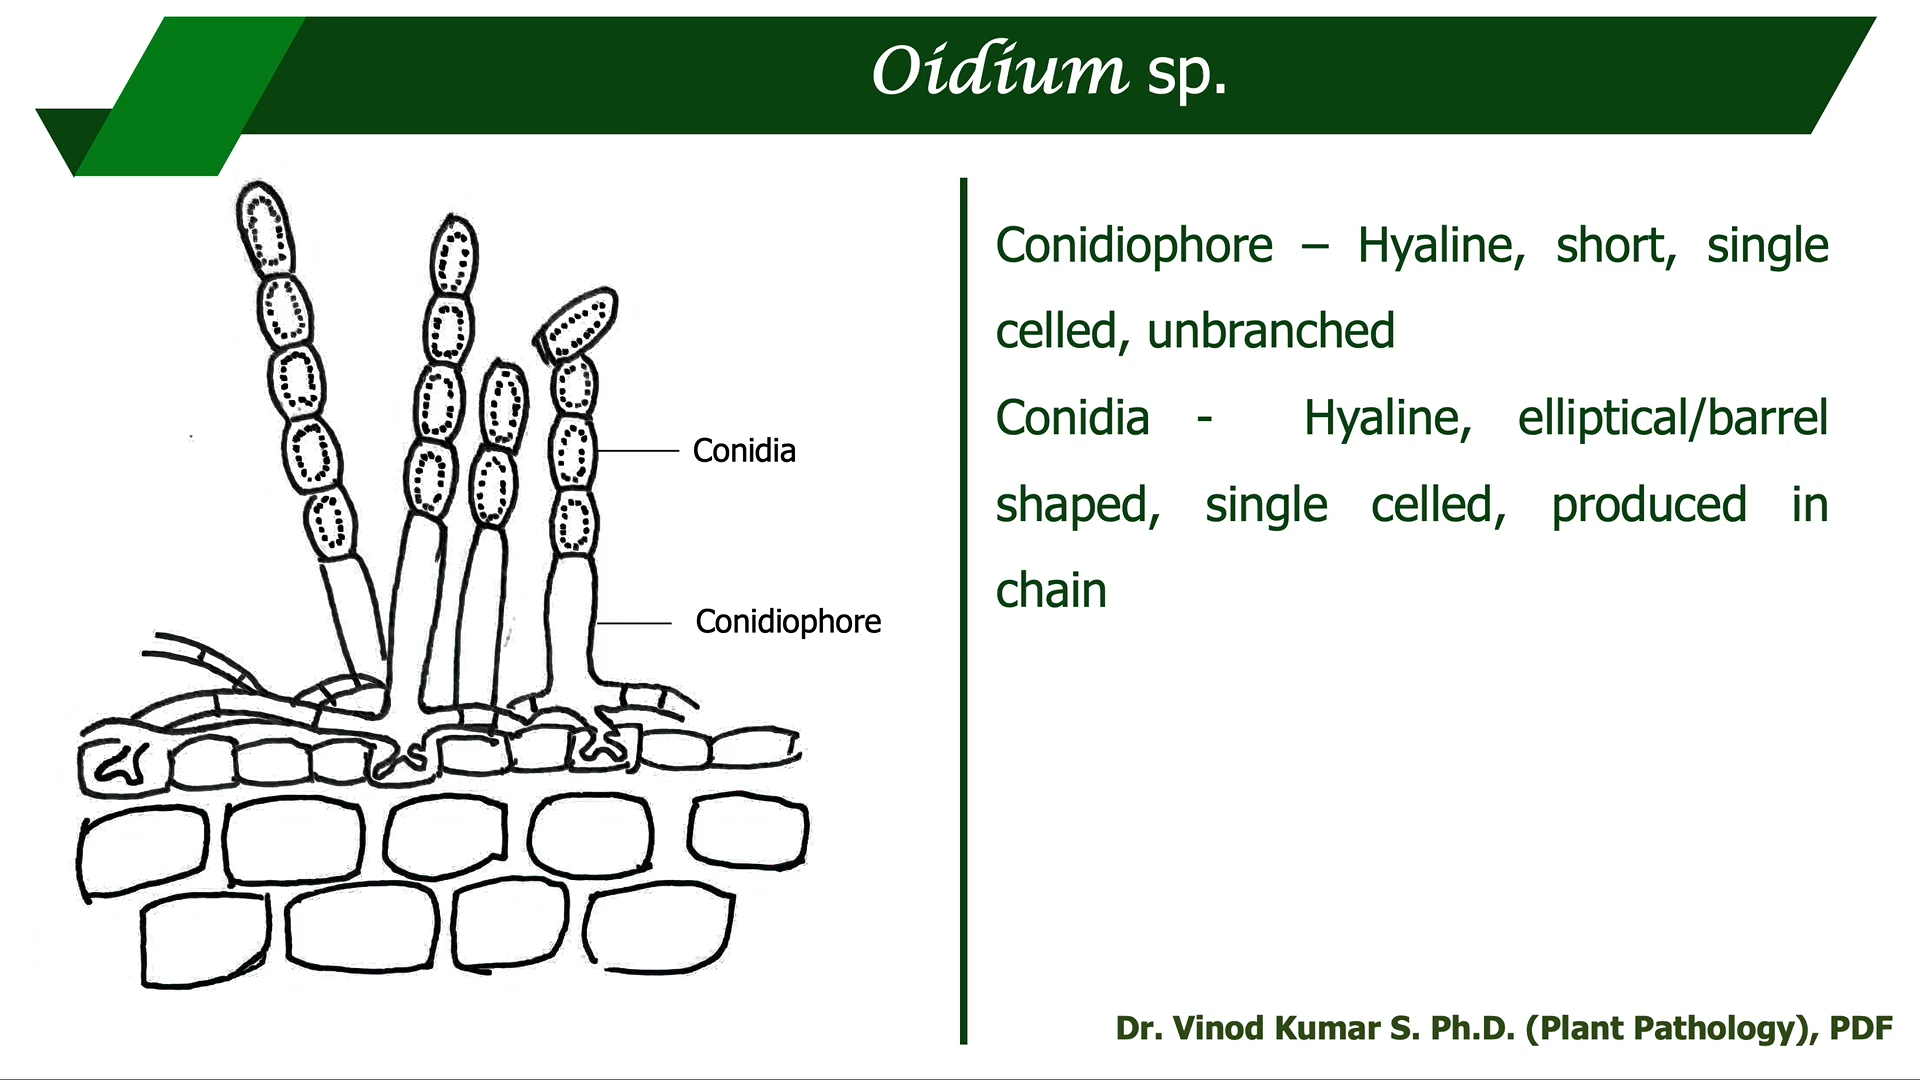 Oidium sp.
Conidia
Conidiophore
Conidiophore – Hyaline, short, single
celled, unbranched
Conidia - Hyaline, elliptical/barrel
shaped, single celled, produced in
chain
Dr. Vinod Kumar S. Ph.D. (Plant Pathology), PDF